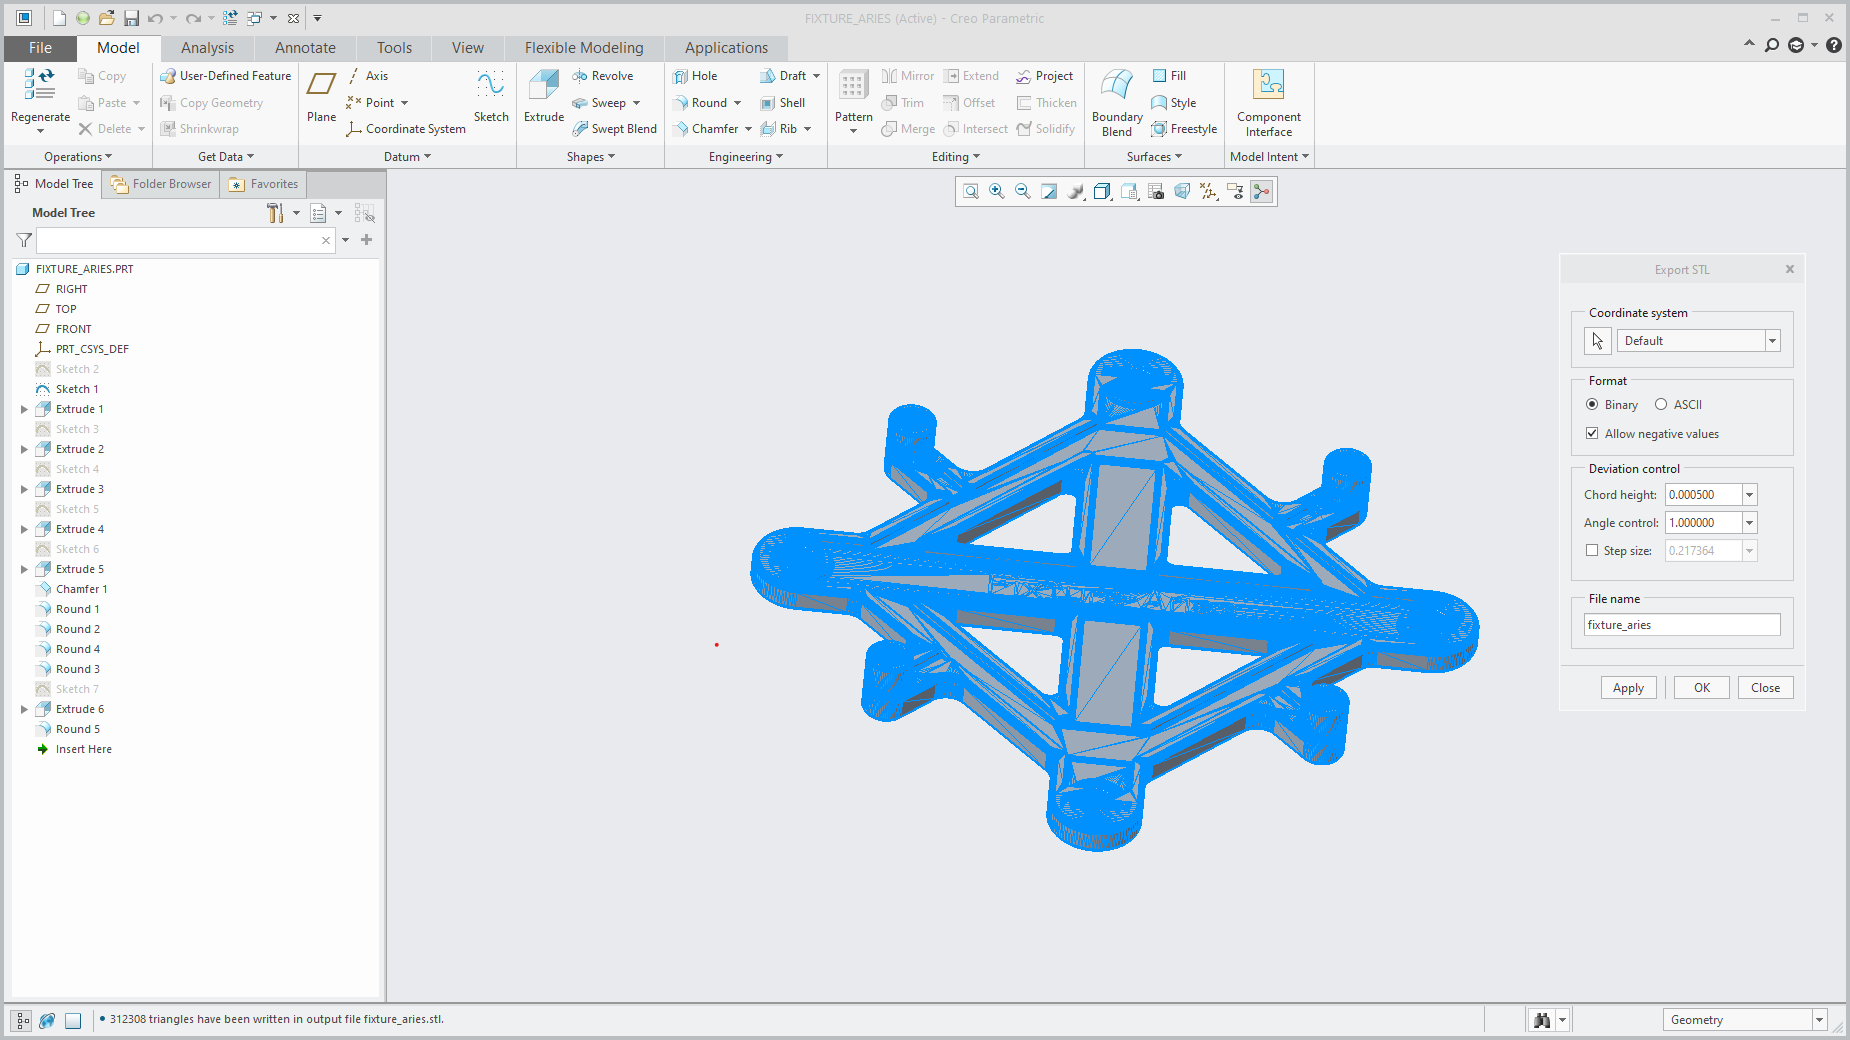 FIXTURE_ARIES (Active) - Creo Parametric
File Model Analysis Annotate Tools View Flexible Modeling Applications
Regenerate
Copy
Paste
Delete
Operations
User-Defined Feature
Copy Geometry
Shrinkwrap
Get Data
Plane
Axis
Point
Coordinate System
Sketch
Datum
Extrude
Revolve
Sweep
Swept Blend
Shapes
Hole
Round
Chamfer
Draft
Shell
Rib
Engineering
Pattern
Mirror
Trim
Merge
Extend
Offset
Intersect
Project
Thicken
Solidify
Editing
Boundary
Blend
Fill
Style
Freestyle
Surfaces
Component
Interface
Model Intent
Model Tree Folder Browser Favorites
Model Tree
FIXTURE_ARIES.PRT
RIGHT
TOP
FRONT
PRT_CSYS_DEF
Sketch 2
Sketch 1
Extrude 1
Sketch 3
Extrude 2
Sketch 4
Extrude 3
Sketch 5
Extrude 4
Sketch 6
Extrude 5
Chamfer 1
Round 1
Round 2
Round 4
Round 3
Sketch 7
Extrude 6
Round 5
Insert Here
Export STL
Coordinate system
Default
Format
Binary ASCII
Allow negative values
Deviation control
Chord height: 0.000500
Angle control: 1.000000
Step size: 0.217364
File name
fixture_aries
Apply OK Close
• 312308 triangles have been written in output file fixture_aries.stl.
Geometry